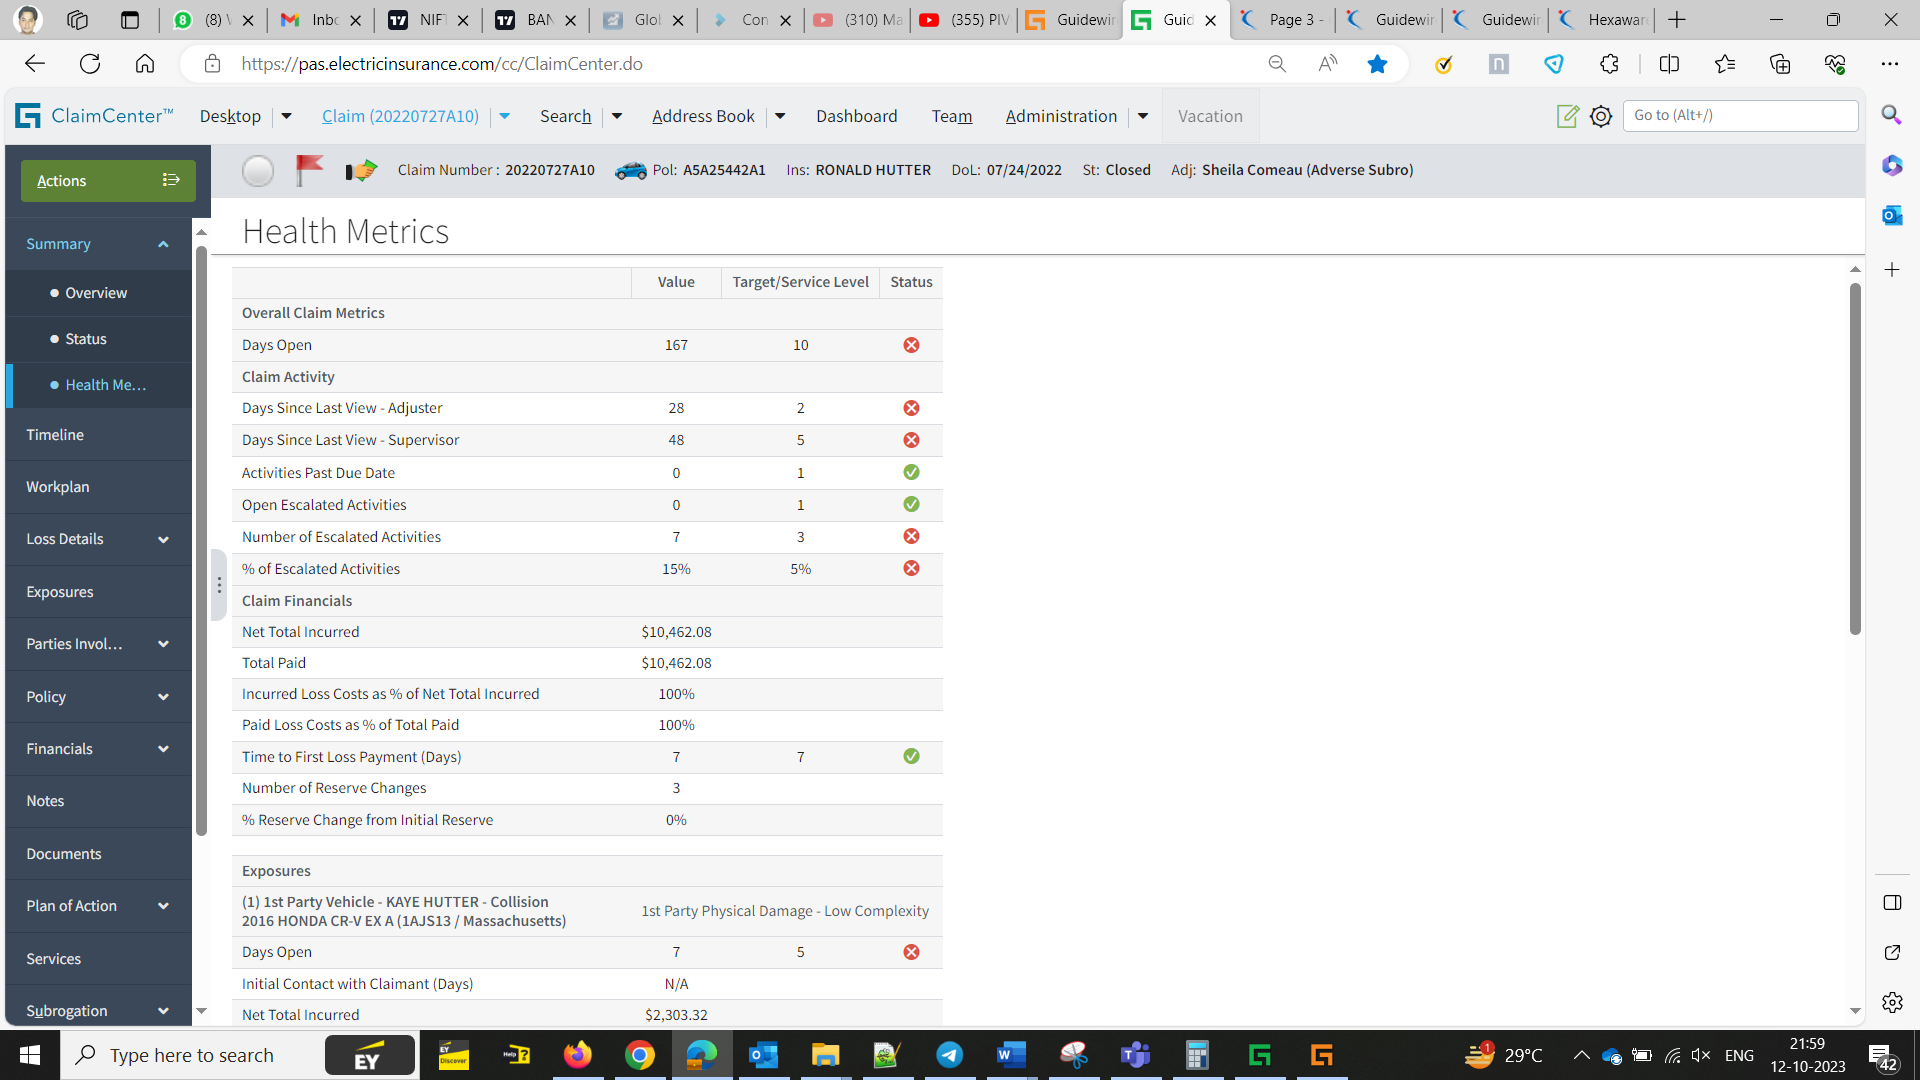 (8) W
Inbo
NIFT
BAN
Glob
Con
(310) Ma
(355) PIV
Guidewir
Guid
Page 3 -
Guidewir
Guidewir
Hexaware
https://pas.electricinsurance.com/cc/ClaimCenter.do
ClaimCenter™ Desktop Claim (20220727A10) Search Address Book Dashboard Team Administration Vacation Go to (Alt+/)
Actions
Claim Number : 20220727A10 Pol: A5A25442A1 Ins: RONALD HUTTER DoL: 07/24/2022 St: Closed Adj: Sheila Comeau (Adverse Subro)
Summary
Overview
Status
Health Me...
Timeline
Workplan
Loss Details
Exposures
Parties Invol...
Policy
Financials
Notes
Documents
Plan of Action
Services
Subrogation
Health Metrics
Value Target/Service Level Status
Overall Claim Metrics
Days Open 167 10
Claim Activity
Days Since Last View - Adjuster 28 2
Days Since Last View - Supervisor 48 5
Activities Past Due Date 0 1
Open Escalated Activities 0 1
Number of Escalated Activities 7 3
% of Escalated Activities 15% 5%
Claim Financials
Net Total Incurred $10,462.08
Total Paid $10,462.08
Incurred Loss Costs as % of Net Total Incurred 100%
Paid Loss Costs as % of Total Paid 100%
Time to First Loss Payment (Days) 7 7
Number of Reserve Changes 3
% Reserve Change from Initial Reserve 0%
Exposures
(1) 1st Party Vehicle - KAYE HUTTER - Collision
2016 HONDA CR-V EX A (1AJS13 / Massachusetts) 1st Party Physical Damage - Low Complexity
Days Open 7 5
Initial Contact with Claimant (Days) N/A
Net Total Incurred $2,303.32
Type here to search
EY
EY Discover
Help ?
1
29°C
ENG
21:59
12-10-2023
42